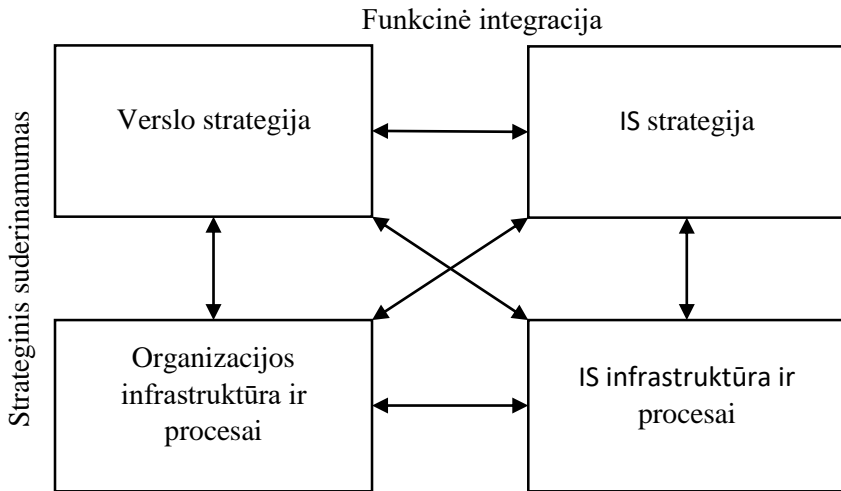 Funkcinė integracija
Verslo strategija
IS strategija
Strateginis suderinamumas
Organizacijos
infrastruktūra ir
procesai
IS infrastruktūra ir
procesai